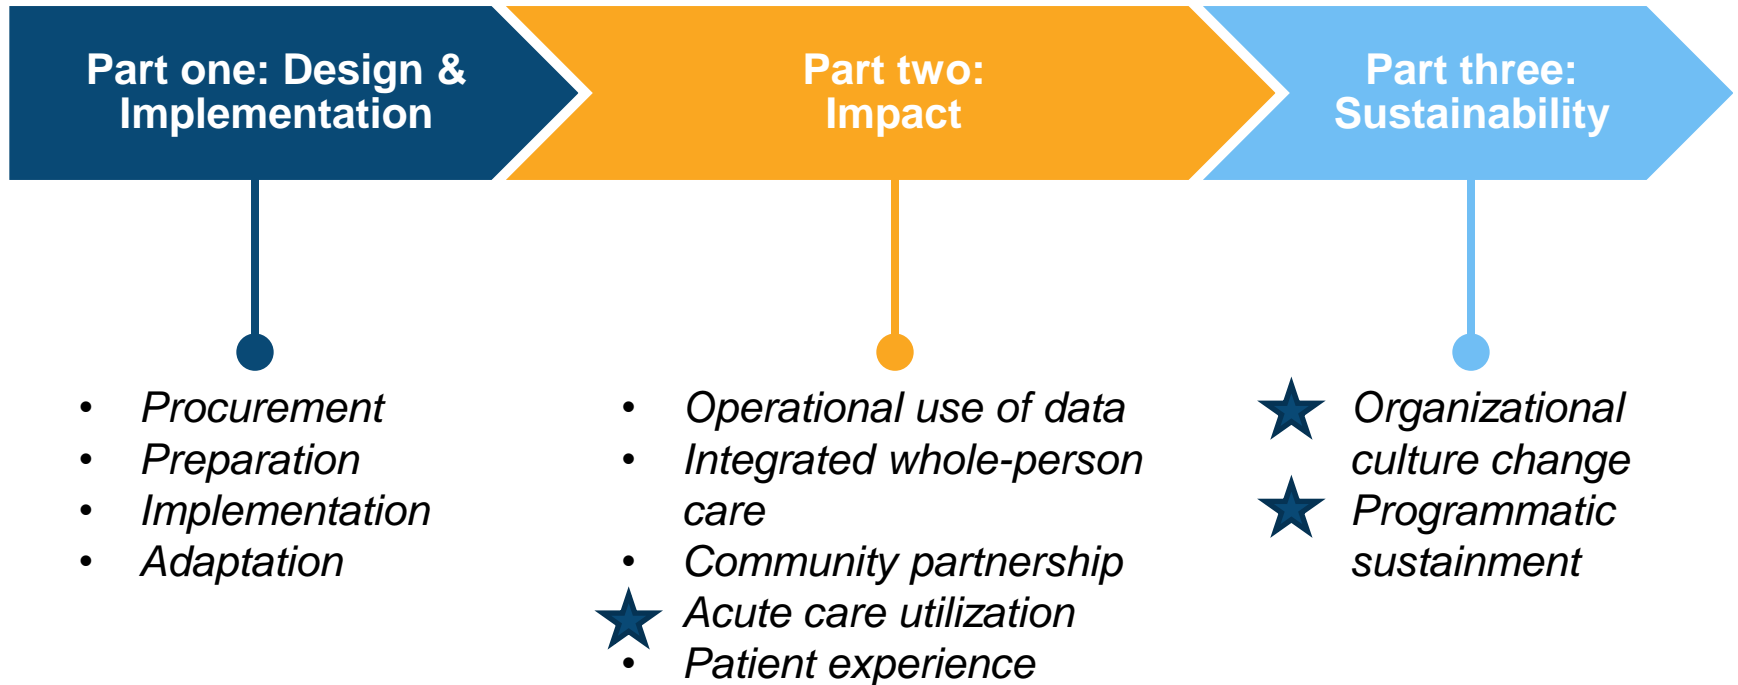 Part one: Design &
Implementation
Part two:
Impact
Part three:
Sustainability
• Procurement
• Preparation
• Implementation
• Adaptation
• Operational use of data
• Integrated whole-person
care
• Community partnership
Acute care utilization
• Patient experience
Organizational
culture change
Programmatic
sustainment